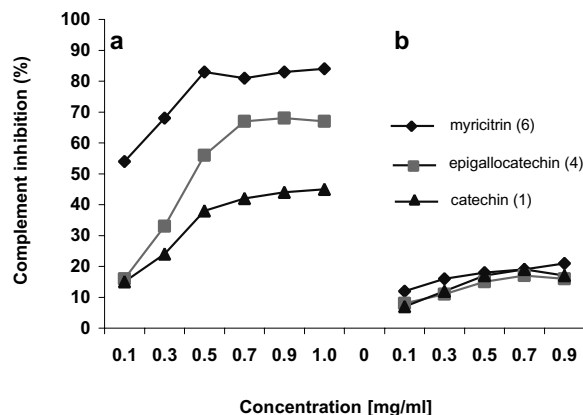 a
b
Complement inhibition (%)
100
90
80
70
60
50
40
30
20
10
0
myricitrin (6)
epigallocatechin (4)
catechin (1)
0.1 0.3 0.5 0.7 0.9 1.0 0 0.1 0.3 0.5 0.7 0.9
Concentration [mg/ml]